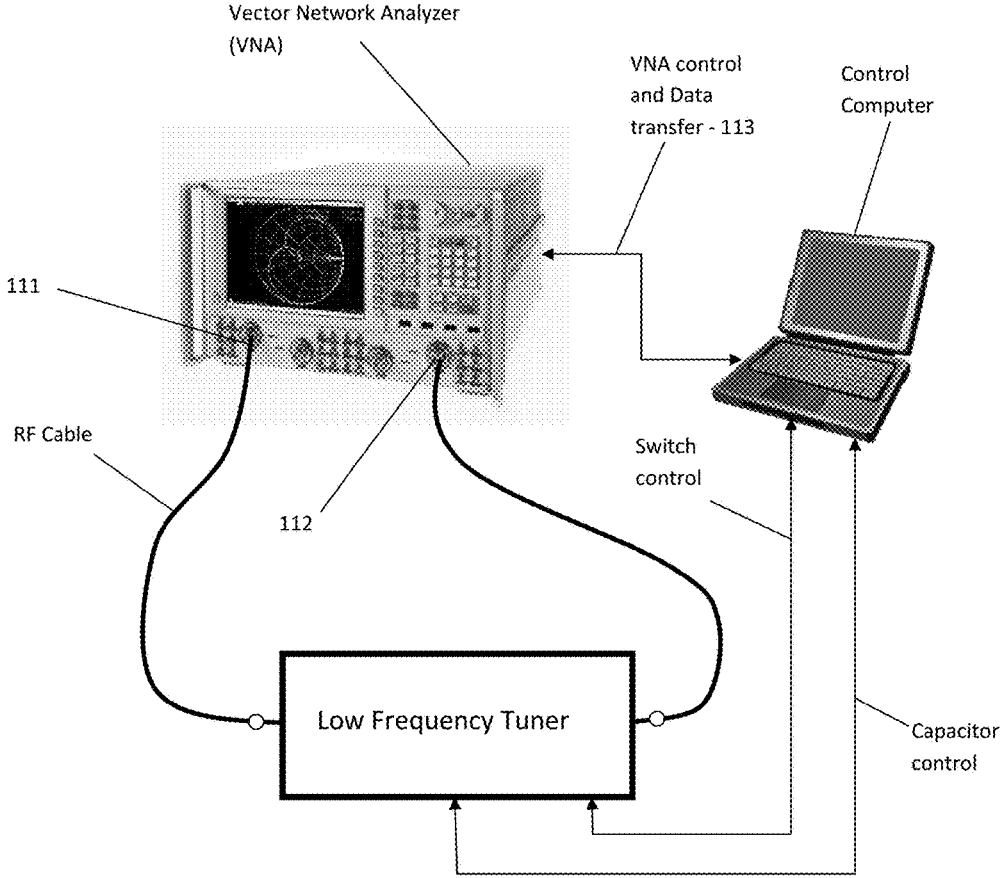 Vector Network Analyzer
(VNA)
VNA control
and Data
transfer - 113
Control
Computer
111
RF Cable
112
Switch
control
Low Frequency Tuner
Capacitor
control